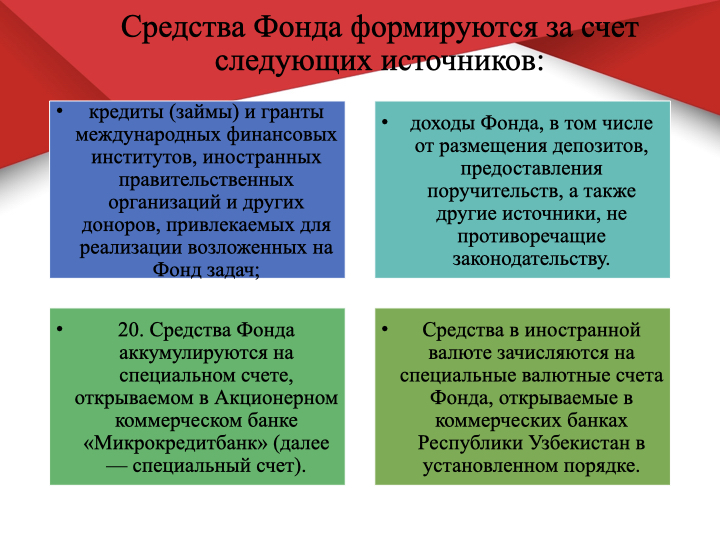 Средства Фонда формируются за счет
следующих источников:
• кредиты (займы) и гранты
международных финансовых
институтов, иностранных
правительственных
организаций и других
доноров, привлекаемых для
реализации возложенных на
Фонд задач;
• доходы Фонда, в том числе
от размещения депозитов,
предоставления
поручительств, а также
другие источники, не
противоречащие
законодательству.
• 20. Средства Фонда
аккумулируются на
специальном счете,
открываемом в Акционерном
коммерческом банке
«Микрокредитбанк» (далее
— специальный счет).
• Средства в иностранной
валюте зачисляются на
специальные валютные счета
Фонда, открываемые в
коммерческих банках
Республики Узбекистан в
установленном порядке.